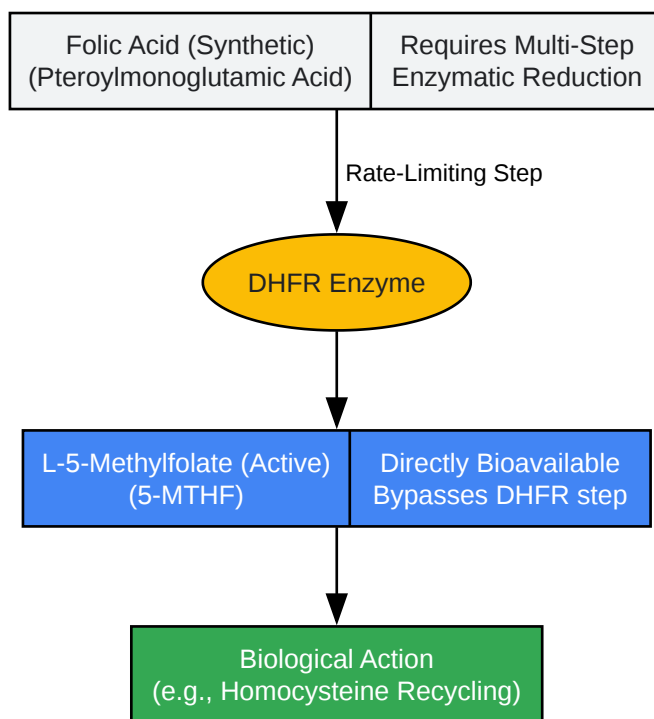 Folic Acid (Synthetic)
(Pteroylmonoglutamic Acid)
Requires Multi-Step
Enzymatic Reduction
Rate-Limiting Step
DHFR Enzyme
L-5-Methylfolate (Active)
(5-MTHF)
Directly Bioavailable
Bypasses DHFR step
Biological Action
(e.g., Homocysteine Recycling)